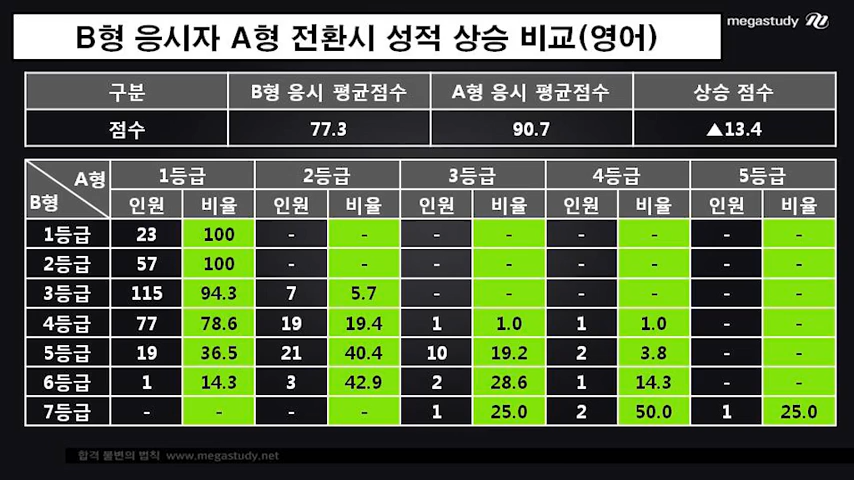 B형 응시자 A형 전환시 성적 상승 비교(영어)
megastudy
구분 B형 응시 평균점수 A형 응시 평균점수 상승 점수
점수 77.3 90.7 ▲13.4
A형 1등급 2등급 3등급 4등급 5등급
B형 인원 비율 인원 비율 인원 비율 인원 비율 인원 비율
1등급 23 100 - - - - - - - -
2등급 57 100 - - - - - - - -
3등급 115 94.3 7 5.7 - - - - - -
4등급 77 78.6 19 19.4 1 1.0 1 1.0 - -
5등급 19 36.5 21 40.4 10 19.2 2 3.8 - -
6등급 1 14.3 3 42.9 2 28.6 1 14.3 - -
7등급 - - - - 1 25.0 2 50.0 1 25.0
합격 불변의 법칙 www.megastudy.net